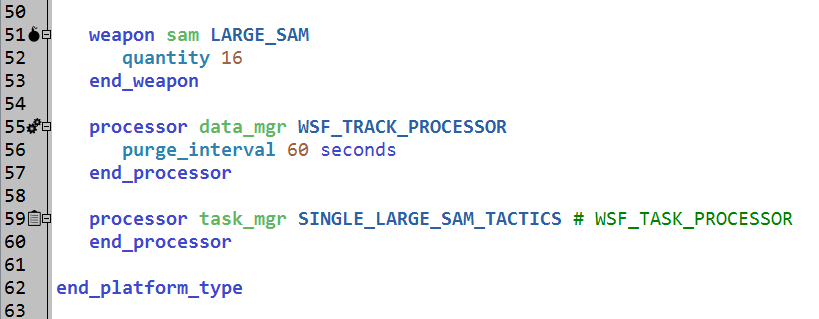 50
51 weapon sam LARGE_SAM
52 quantity 16
53 end_weapon
54
55 processor data_mgr WSF_TRACK_PROCESSOR
56 purge_interval 60 seconds
57 end_processor
58
59 processor task_mgr SINGLE_LARGE_SAM_TACTICS # WSF_TASK_PROCESSOR
60 end_processor
61
62 end_platform_type
63